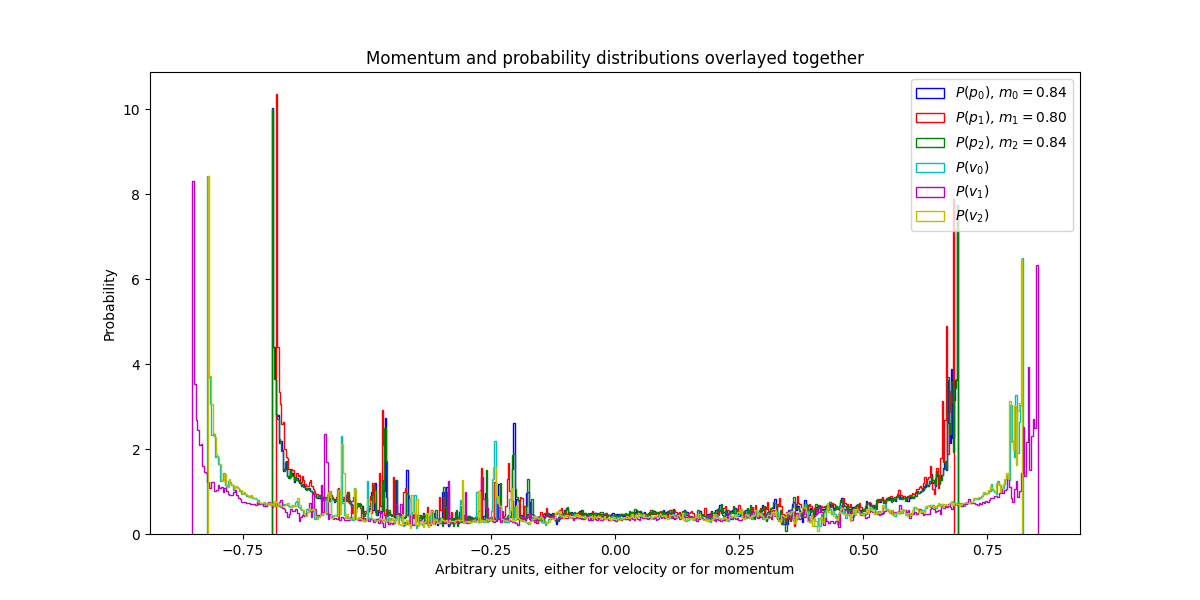 Momentum and probability distributions overlayed together
10
8
6
4
2
0
Probability
−0.75
−0.50
−0.25
0.00
0.25
0.50
0.75
Arbitrary units, either for velocity or for momentum
P(p₀), m₀ = 0.84
P(p₁), m₁ = 0.80
P(p₂), m₂ = 0.84
P(v₀)
P(v₁)
P(v₂)